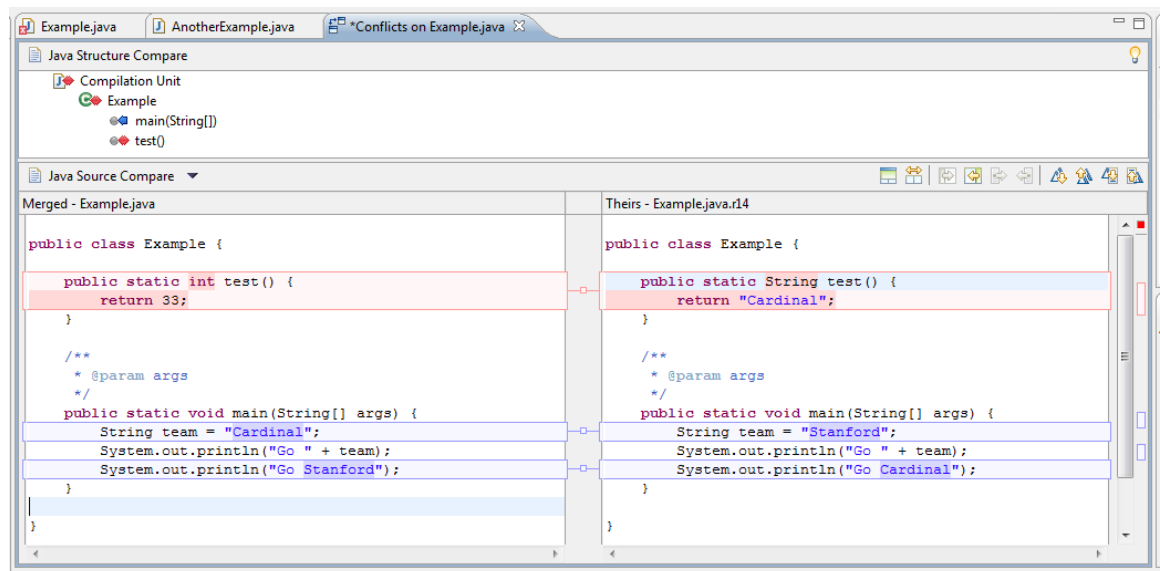 Example.java AnotherExample.java *Conflicts on Example.java
Java Structure Compare
Compilation Unit
Example
main(String[])
test()
Java Source Compare
Merged - Example.java
public class Example {
public static int test() {
return 33;
}
/**
* @param args
*/
public static void main(String[] args) {
String team = "Cardinal";
System.out.println("Go " + team);
System.out.println("Go Stanford");
}
}
Theirs - Example.java.r14
public class Example {
public static String test() {
return "Cardinal";
}
/**
* @param args
*/
public static void main(String[] args) {
String team = "Stanford";
System.out.println("Go " + team);
System.out.println("Go Cardinal");
}
}